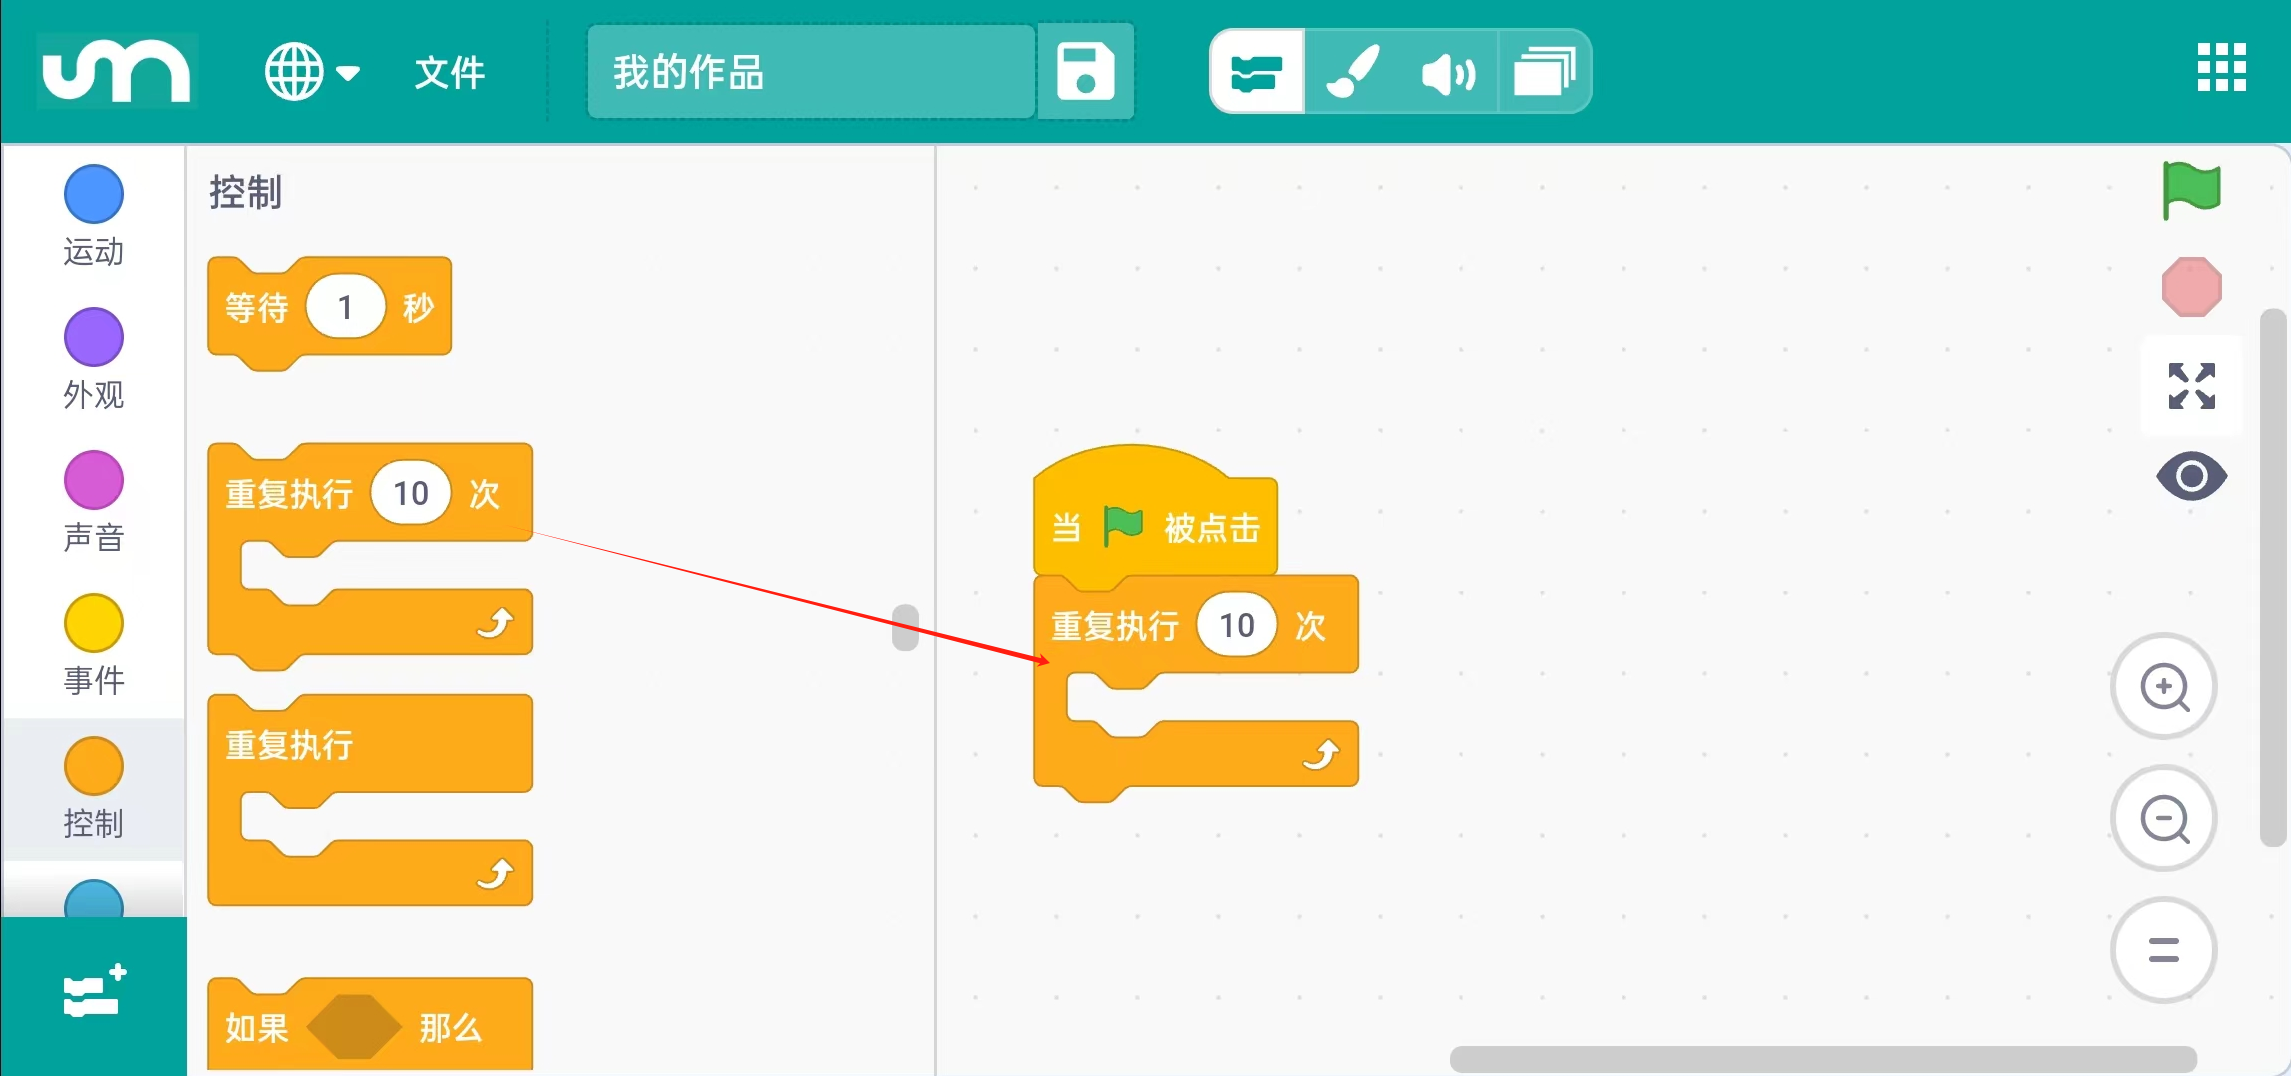 um
文件
我的作品
运动
外观
声音
事件
控制
控制
等待 1 秒
重复执行 10 次
重复执行
如果 那么
当 被点击
重复执行 10 次